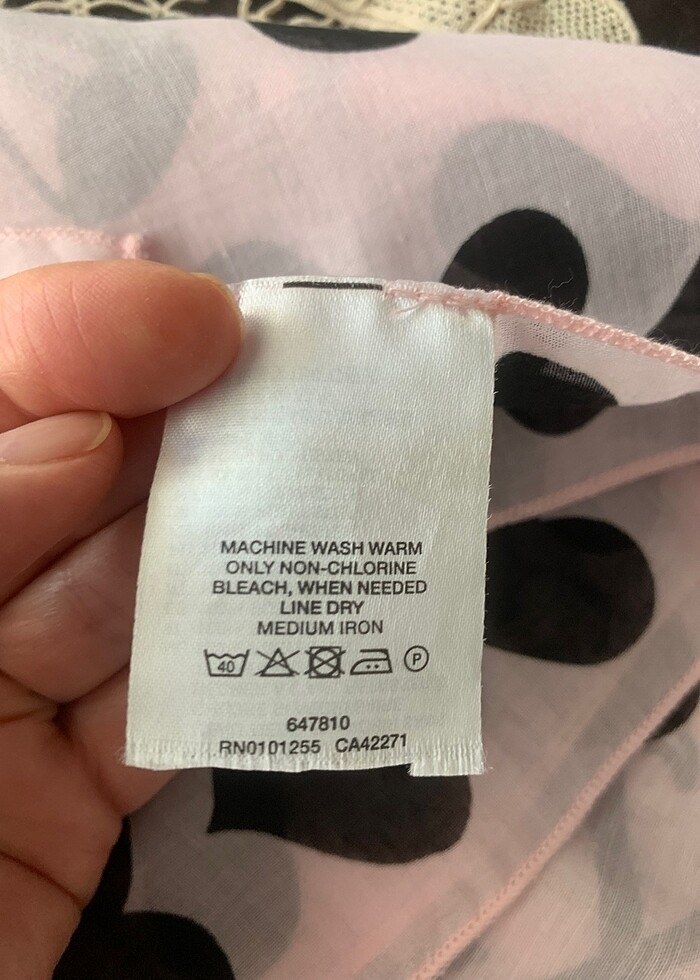 MACHINE WASH WARM
ONLY NON-CHLORINE
BLEACH, WHEN NEEDED
LINE DRY
MEDIUM IRON
40 P
647810
RN0101255 CA42271